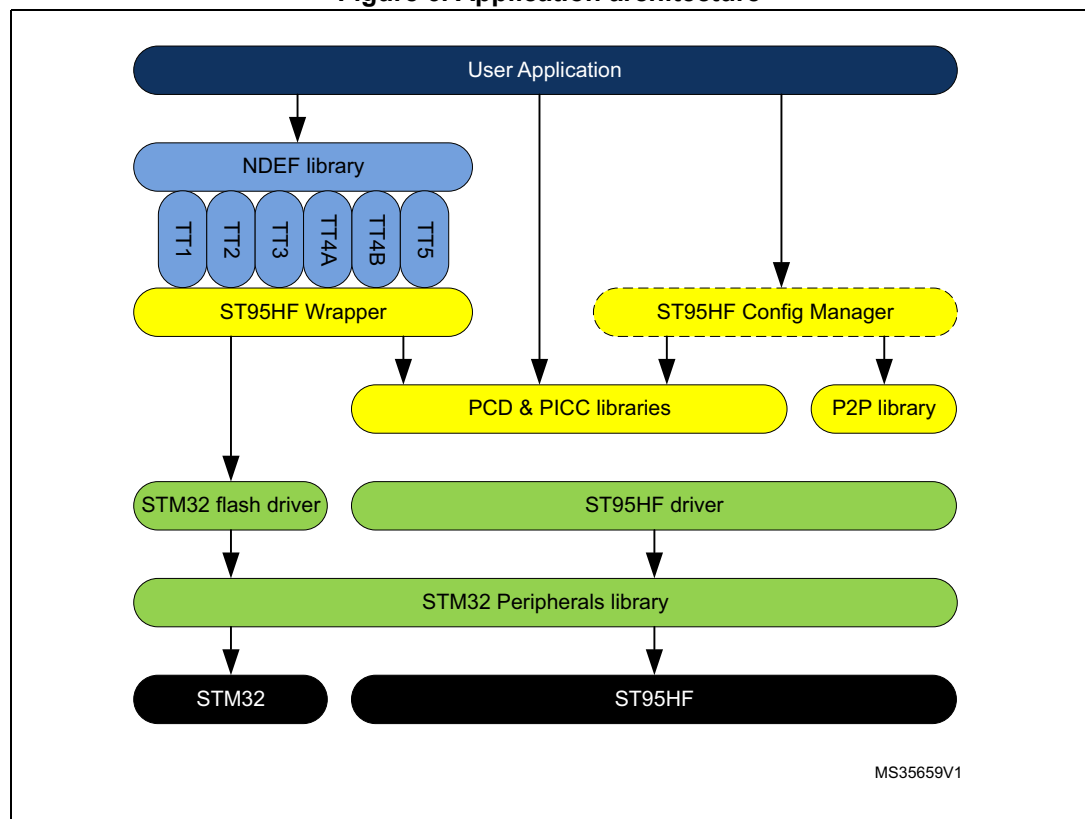 User Application
NDEF library
TT1
TT2
TT3
TT4A
TT4B
TT5
ST95HF Wrapper
ST95HF Config Manager
PCD & PICC libraries
P2P library
STM32 flash driver
ST95HF driver
STM32 Peripherals library
STM32
ST95HF
MS35659V1